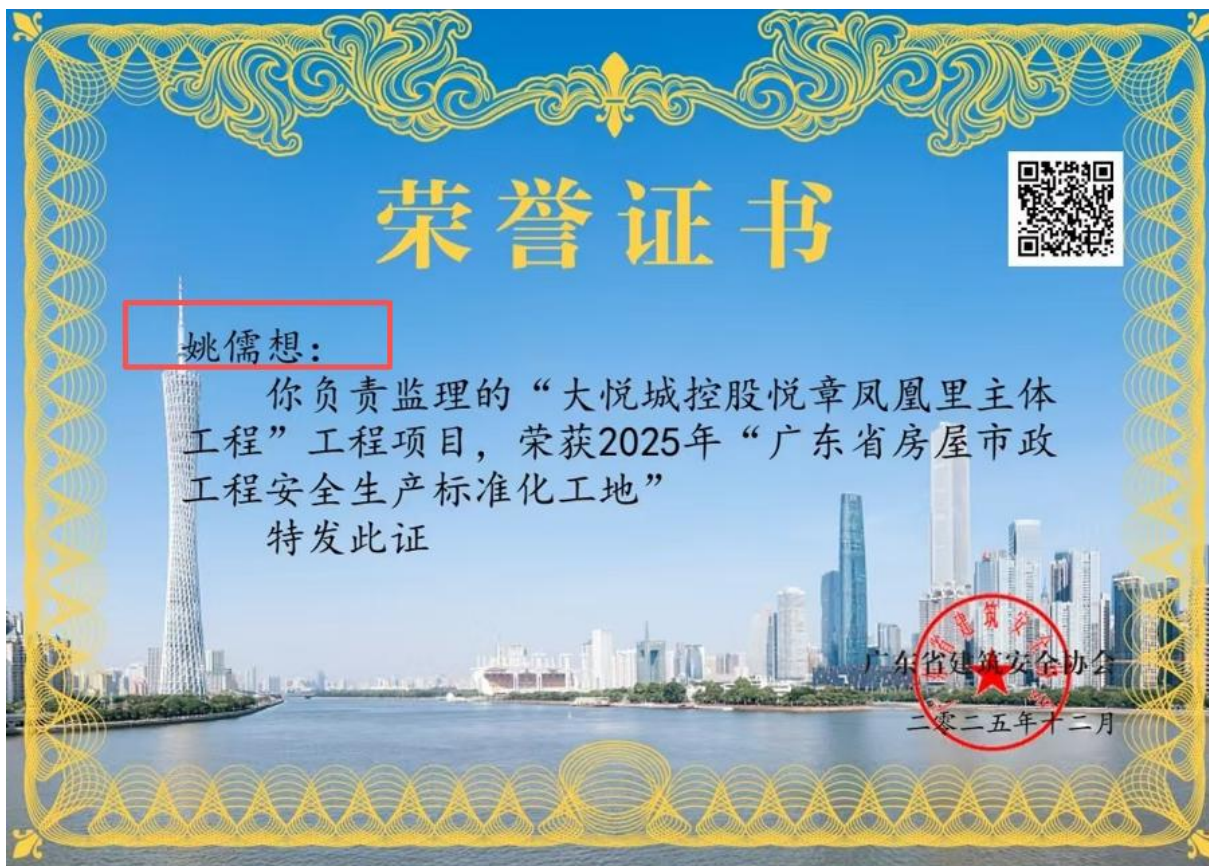 荣誉证书
姚儒想：
你负责监理的“大悦城控股悦章凤凰里主体
工程”工程项目，荣获2025年“广东省房屋市政
工程安全生产标准化工地”
特发此证
广东省建筑安全协会
二零二五年十二月